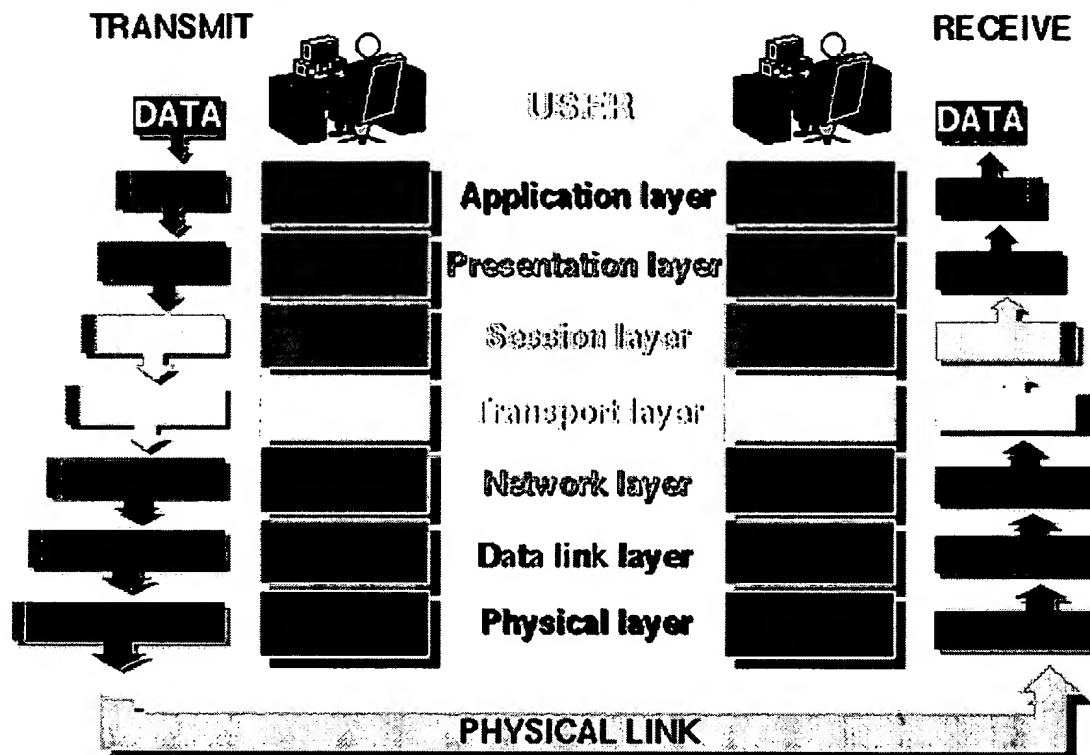 TRANSMIT
RECEIVE
DATA
USER
DATA
Application layer
Presentation layer
Session layer
Transport layer
Network layer
Data link layer
Physical layer
PHYSICAL LINK